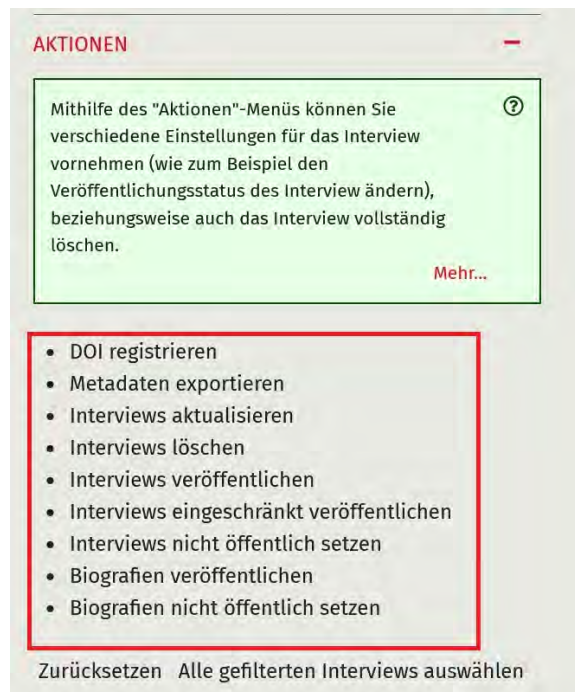 AKTIONEN
Mithilfe des "Aktionen"-Menüs können Sie
verschiedene Einstellungen für das Interview
vornehmen (wie zum Beispiel den
Veröffentlichungsstatus des Interview ändern),
beziehungsweise auch das Interview vollständig
löschen.
Mehr...
• DOI registrieren
• Metadaten exportieren
• Interviews aktualisieren
• Interviews löschen
• Interviews veröffentlichen
• Interviews eingeschränkt veröffentlichen
• Interviews nicht öffentlich setzen
• Biografien veröffentlichen
• Biografien nicht öffentlich setzen
Zurücksetzen Alle gefilterten Interviews auswählen